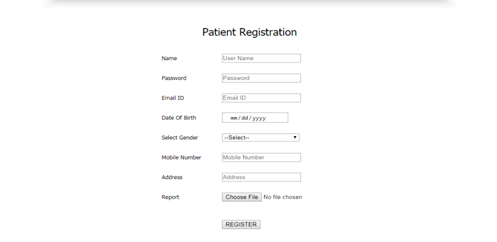 Patient Registration
Name User Name
Password Password
Email ID Email ID
Date Of Brrth mm/dd/yyyy
Select Gender --Select--
Mobile Number Mobile Number
Address Address
Report Choose File No file chosen
REGISTER